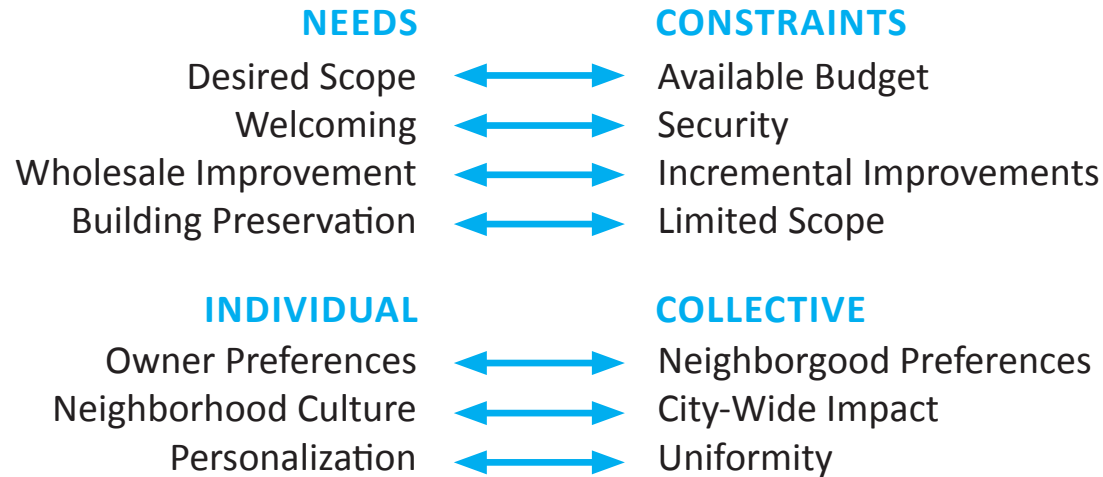 NEEDS CONSTRAINTS
Desired Scope Available Budget
Welcoming Security
Wholesale Improvement Incremental Improvements
Building Preservation Limited Scope
INDIVIDUAL COLLECTIVE
Owner Preferences Neighborgood Preferences
Neighborhood Culture City-Wide Impact
Personalization Uniformity